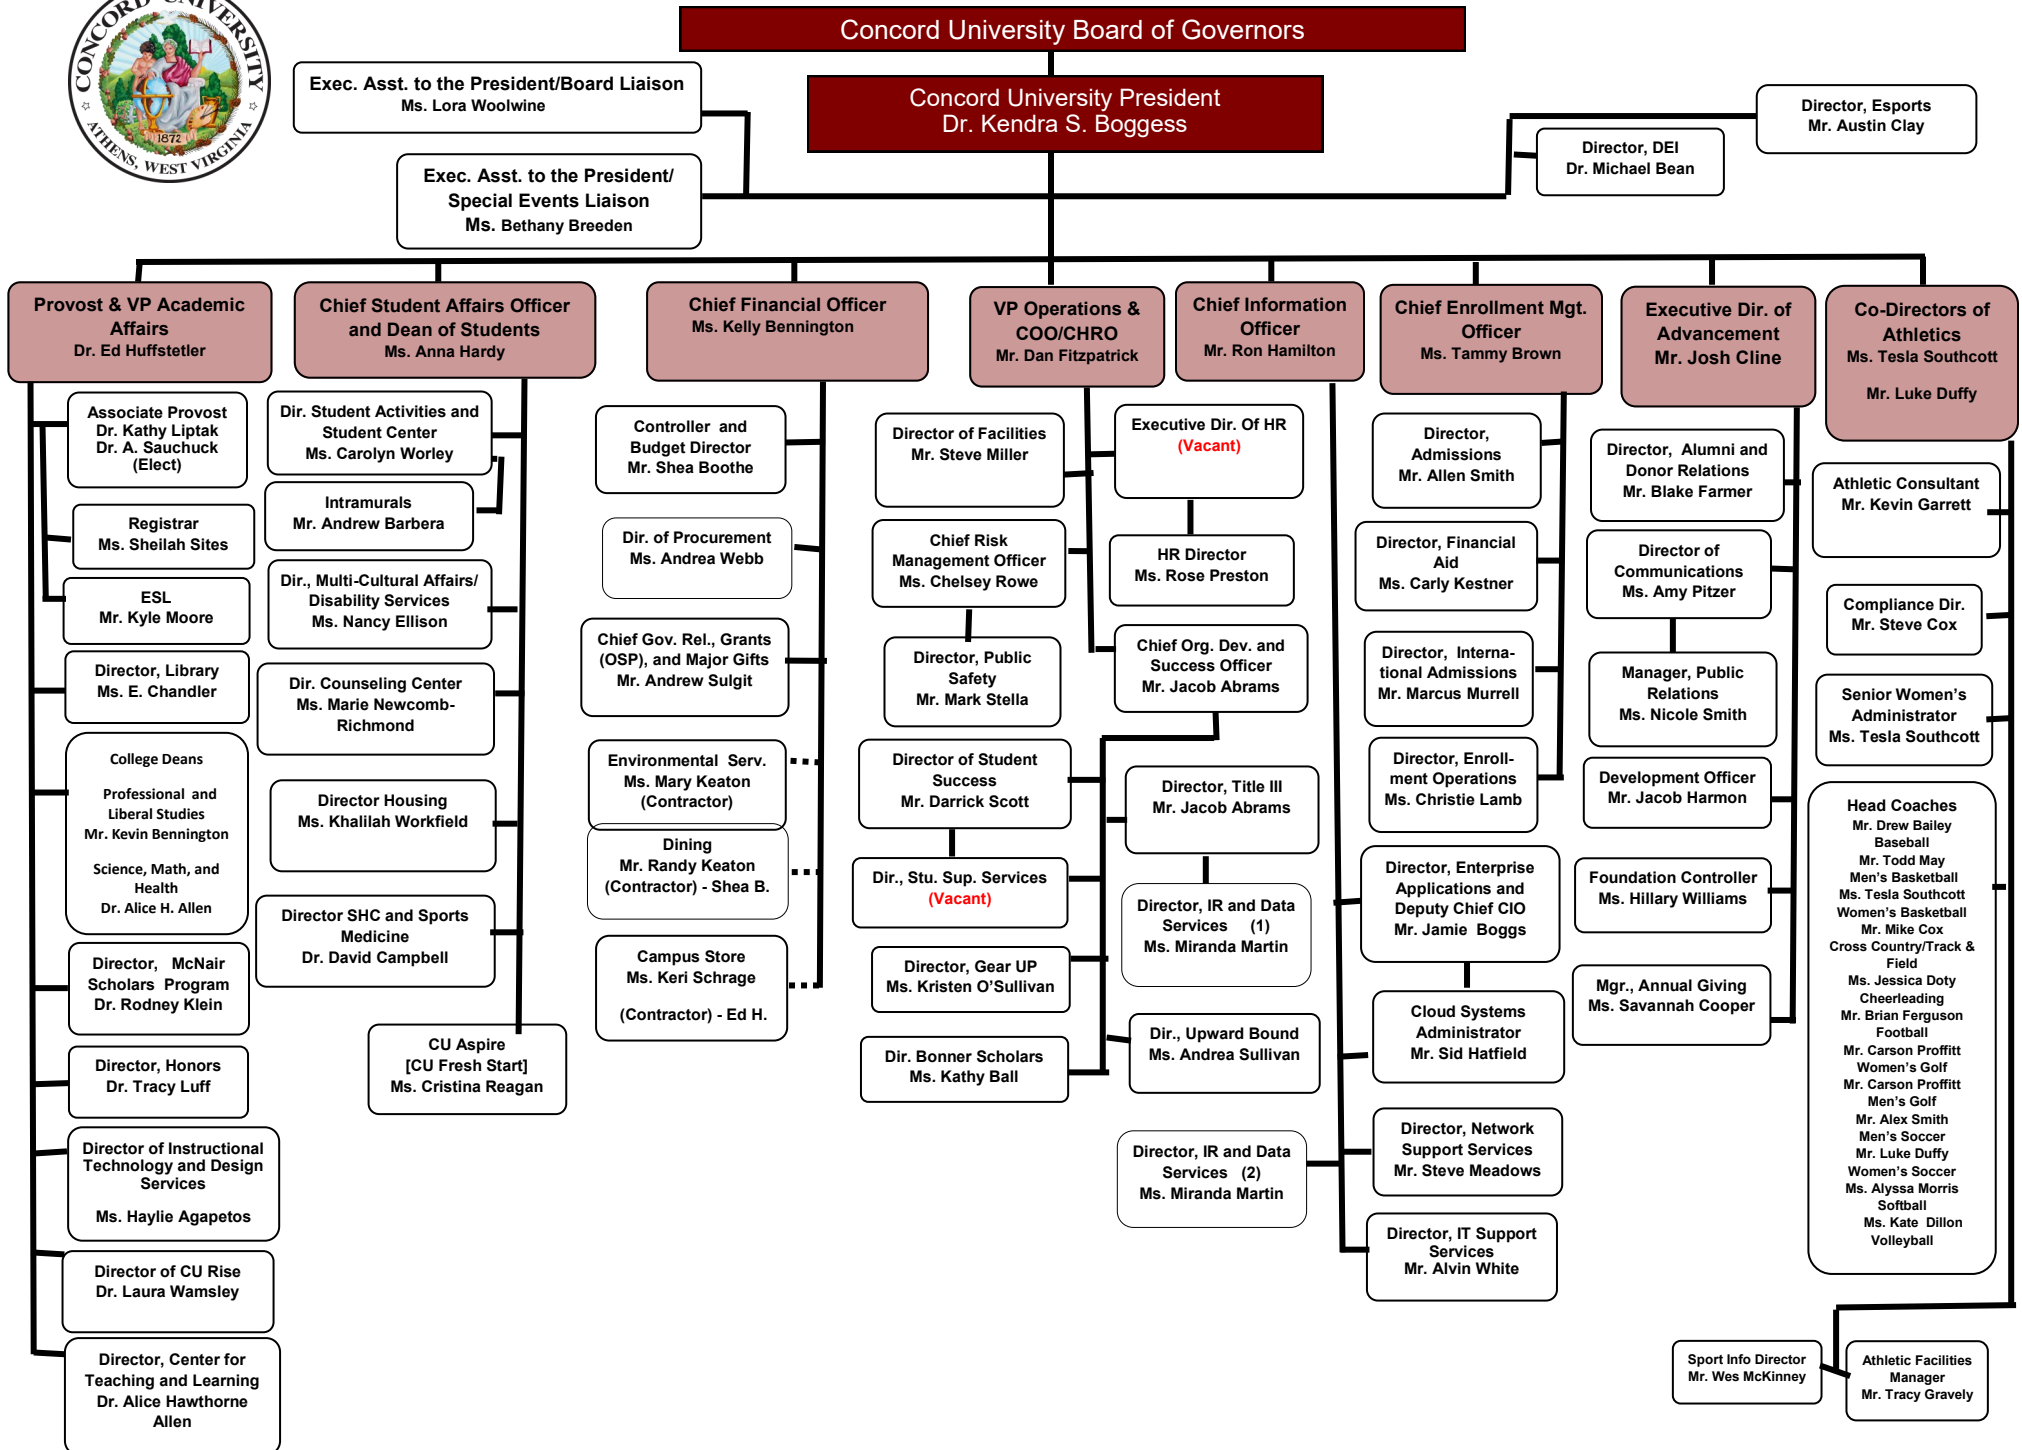 CONCORD UNIVERSITY
1872
ATHENS, WEST VIRGINIA
Concord University Board of Governors
Concord University President
Dr. Kendra S. Boggess
Exec. Asst. to the President/Board Liaison
Ms. Lora Woolwine
Exec. Asst. to the President/
Special Events Liaison
Ms. Bethany Breeden
Director, Esports
Mr. Austin Clay
Director, DEI
Dr. Michael Bean
Provost & VP Academic
Affairs
Dr. Ed Huffstetler
Associate Provost
Dr. Kathy Liptak
Dr. A. Sauchuck
(Elect)
Registrar
Ms. Sheilah Sites
ESL
Mr. Kyle Moore
Director, Library
Ms. E. Chandler
College Deans
Professional and
Liberal Studies
Mr. Kevin Bennington
Science, Math, and
Health
Dr. Alice H. Allen
Director, McNair
Scholars Program
Dr. Rodney Klein
Director, Honors
Dr. Tracy Luff
Director of Instructional
Technology and Design
Services
Ms. Haylie Agapetos
Director of CU Rise
Dr. Laura Wamsley
Director, Center for
Teaching and Learning
Dr. Alice Hawthorne
Allen
Chief Student Affairs Officer
and Dean of Students
Ms. Anna Hardy
Dir. Student Activities and
Student Center
Ms. Carolyn Worley
Intramurals
Mr. Andrew Barbera
Dir., Multi-Cultural Affairs/
Disability Services
Ms. Nancy Ellison
Dir. Counseling Center
Ms. Marie Newcomb-
Richmond
Director Housing
Ms. Khalilah Workfield
Director SHC and Sports
Medicine
Dr. David Campbell
CU Aspire
[CU Fresh Start]
Ms. Cristina Reagan
Chief Financial Officer
Ms. Kelly Bennington
Controller and
Budget Director
Mr. Shea Boothe
Dir. of Procurement
Ms. Andrea Webb
Chief Gov. Rel., Grants
(OSP), and Major Gifts
Mr. Andrew Sulgit
Environmental Serv.
Ms. Mary Keaton
(Contractor)
Dining
Mr. Randy Keaton
(Contractor) - Shea B.
Campus Store
Ms. Keri Schrage
(Contractor) - Ed H.
VP Operations &
COO/CHRO
Mr. Dan Fitzpatrick
Director of Facilities
Mr. Steve Miller
Executive Dir. Of HR
(Vacant)
Chief Risk
Management Officer
Ms. Chelsey Rowe
HR Director
Ms. Rose Preston
Director, Public
Safety
Mr. Mark Stella
Chief Org. Dev. and
Success Officer
Mr. Jacob Abrams
Director of Student
Success
Mr. Darrick Scott
Director, Title III
Mr. Jacob Abrams
Dir., Stu. Sup. Services
(Vacant)
Director, IR and Data
Services (1)
Ms. Miranda Martin
Director, Gear UP
Ms. Kristen O’Sullivan
Dir., Upward Bound
Ms. Andrea Sullivan
Dir. Bonner Scholars
Ms. Kathy Ball
Chief Information
Officer
Mr. Ron Hamilton
Director, Enterprise
Applications and
Deputy Chief CIO
Mr. Jamie Boggs
Cloud Systems
Administrator
Mr. Sid Hatfield
Director, Network
Support Services
Mr. Steve Meadows
Director, IR and Data
Services (2)
Ms. Miranda Martin
Director, IT Support
Services
Mr. Alvin White
Chief Enrollment Mgt.
Officer
Ms. Tammy Brown
Director,
Admissions
Mr. Allen Smith
Director, Financial
Aid
Ms. Carly Kestner
Director, Interna-
tional Admissions
Mr. Marcus Murrell
Director, Enroll-
ment Operations
Ms. Christie Lamb
Executive Dir. of
Advancement
Mr. Josh Cline
Director, Alumni and
Donor Relations
Mr. Blake Farmer
Director of
Communications
Ms. Amy Pitzer
Manager, Public
Relations
Ms. Nicole Smith
Development Officer
Mr. Jacob Harmon
Foundation Controller
Ms. Hillary Williams
Mgr., Annual Giving
Ms. Savannah Cooper
Co-Directors of
Athletics
Ms. Tesla Southcott
Mr. Luke Duffy
Athletic Consultant
Mr. Kevin Garrett
Compliance Dir.
Mr. Steve Cox
Senior Women’s
Administrator
Ms. Tesla Southcott
Head Coaches
Mr. Drew Bailey
Baseball
Mr. Todd May
Men’s Basketball
Ms. Tesla Southcott
Women’s Basketball
Mr. Mike Cox
Cross Country/Track &
Field
Ms. Jessica Doty
Cheerleading
Mr. Brian Ferguson
Football
Mr. Carson Proffitt
Women’s Golf
Mr. Carson Proffitt
Men’s Golf
Mr. Alex Smith
Men’s Soccer
Mr. Luke Duffy
Women’s Soccer
Ms. Alyssa Morris
Softball
Ms. Kate Dillon
Volleyball
Sport Info Director
Mr. Wes McKinney
Athletic Facilities
Manager
Mr. Tracy Gravely